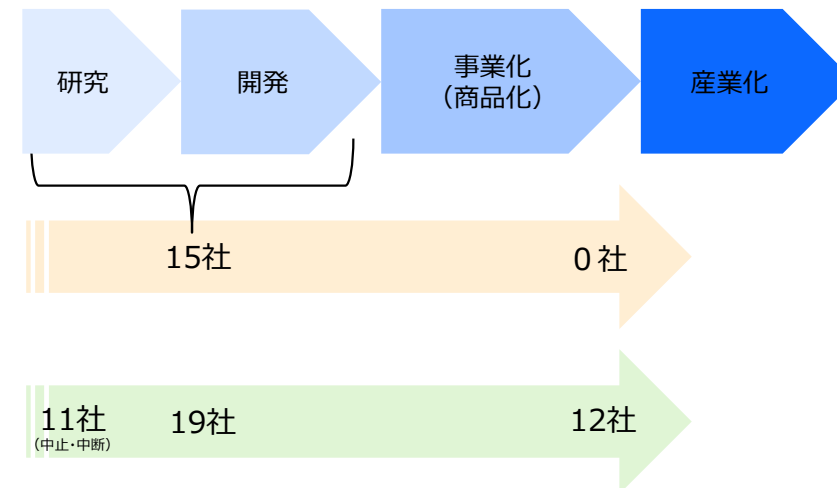 研究
開発
事業化
（商品化）
産業化
15社
０社
11社
（中止・中断）
19社
12社